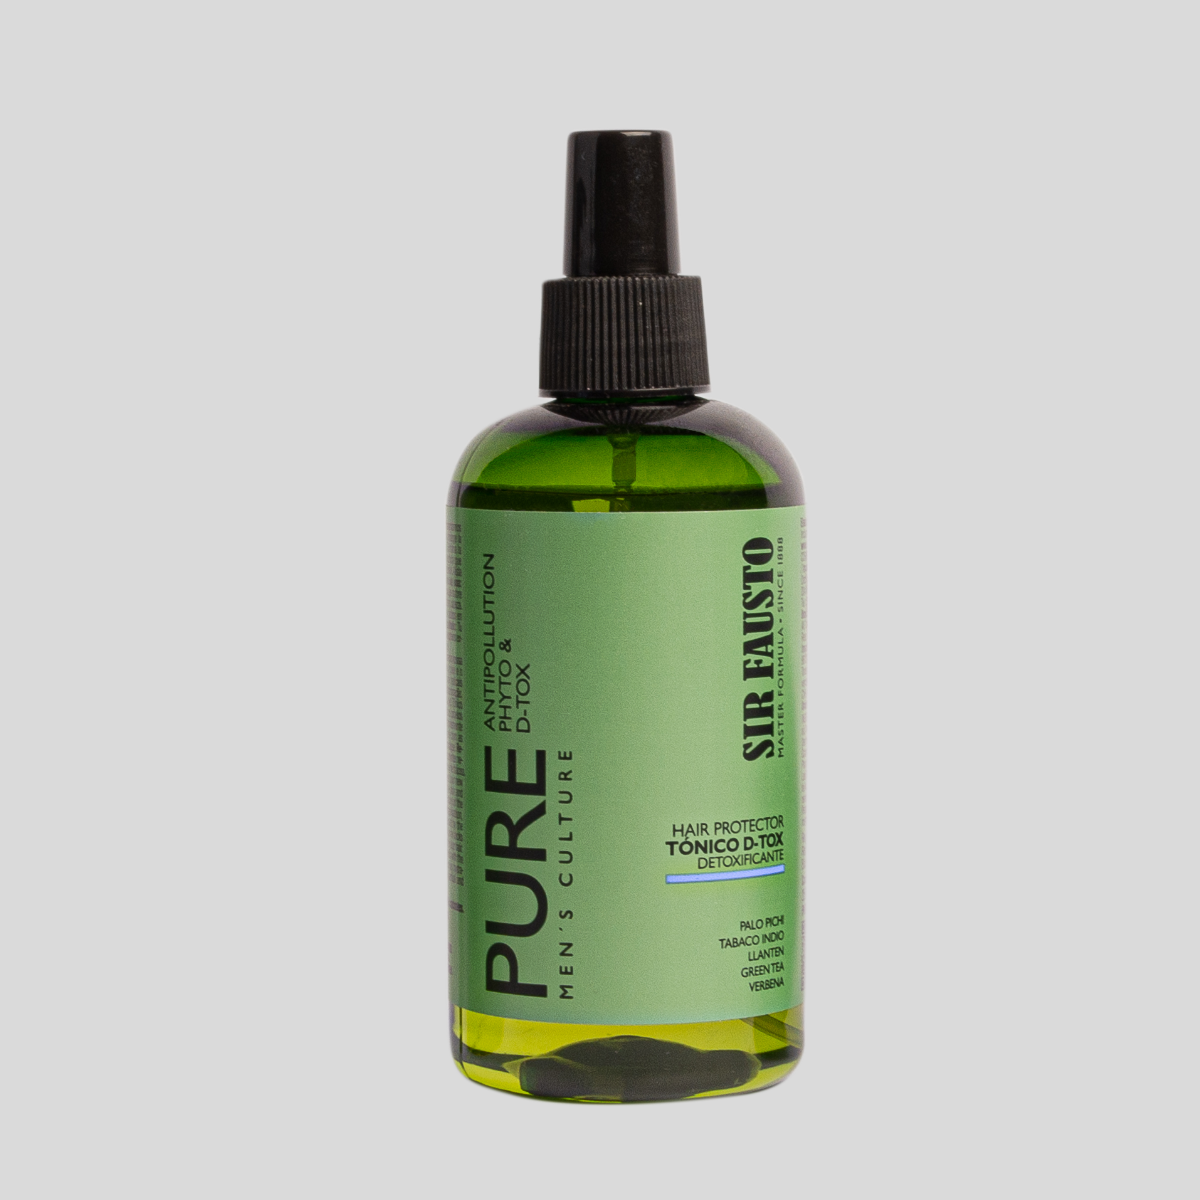 PURE
ANTIPOLLUTION
PHYTO &
D-TOX
MEN'S CULTURE
SIR FAUSTO
MASTER FORMULA • SINCE 1888
HAIR PROTECTOR
TÓNICO D-TOX
DETOXIFICANTE
PALO PICHI
TABACO INDIO
LLANTEN
GREEN TEA
VERBENA